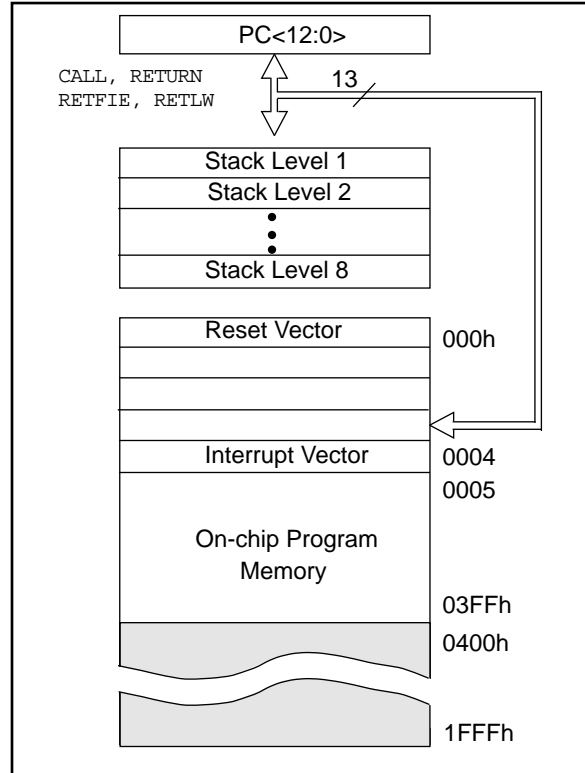 PC<12:0>
CALL, RETURN
RETFIE, RETLW
13
Stack Level 1
Stack Level 2
Stack Level 8
Reset Vector
000h
Interrupt Vector
0004
0005
On-chip Program
Memory
03FFh
0400h
1FFFh